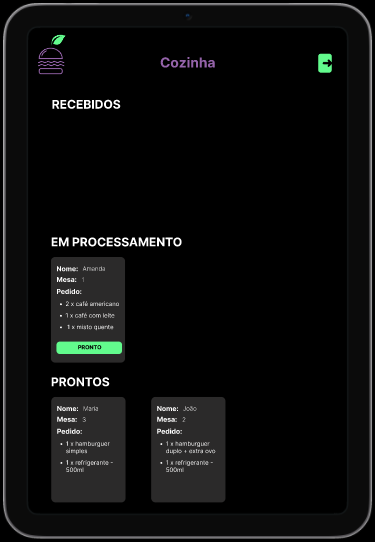 Cozinha
RECEBIDOS
EM PROCESSAMENTO
Nome: Amanda
Mesa: 1
Pedido:
• 2 x café americano
• 1 x café com leite
• 1 x misto quente
PRONTO
PRONTOS
Nome: Maria
Mesa: 3
Pedido:
• 1 x hamburguer
simples
• 1 x refrigerante -
500ml
Nome: João
Mesa: 2
Pedido:
• 1 x hamburguer
duplo + extra ovo
• 1 x refrigerante -
500ml